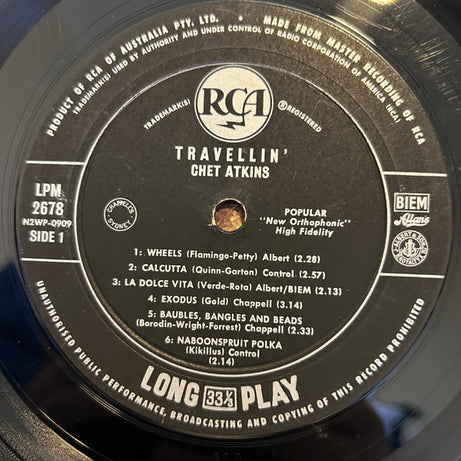 PRODUCT OF RCA OF AUSTRALIA PTY. LTD. • MADE FROM MASTER RECORDING OF RCA
TRADEMARK(S) USED BY AUTHORITY AND UNDER CONTROL OF RADIO CORPORATION OF AMERICA (RCA)
RCA
TRADEMARK(S) ®REGISTERED
TRAVELLIN'
CHET ATKINS
LPM
2678
N2WP-0909
SIDE 1
CHAPPELL'S
SYDNEY
POPULAR
"New Orthophonic"
High Fidelity
BIEM
Allans
ALBERT & SON
ROYALTY
1: WHEELS (Flamingo-Petty) Albert (2.28)
2: CALCUTTA (Quinn-Garton) Control (2.57)
3: LA DOLCE VITA (Verde-Rota) Albert/BIEM (2.13)
4: EXODUS (Gold) Chappell (3.14)
5: BAUBLES, BANGLES AND BEADS
(Borodin-Wright-Forrest) Chappell (2.33)
6: NABOONSPRUIT POLKA
(Kikillus) Control
(2.14)
LONG 33⅓ PLAY
UNAUTHORISED PUBLIC PERFORMANCE, BROADCASTING AND COPYING OF THIS RECORD PROHIBITED